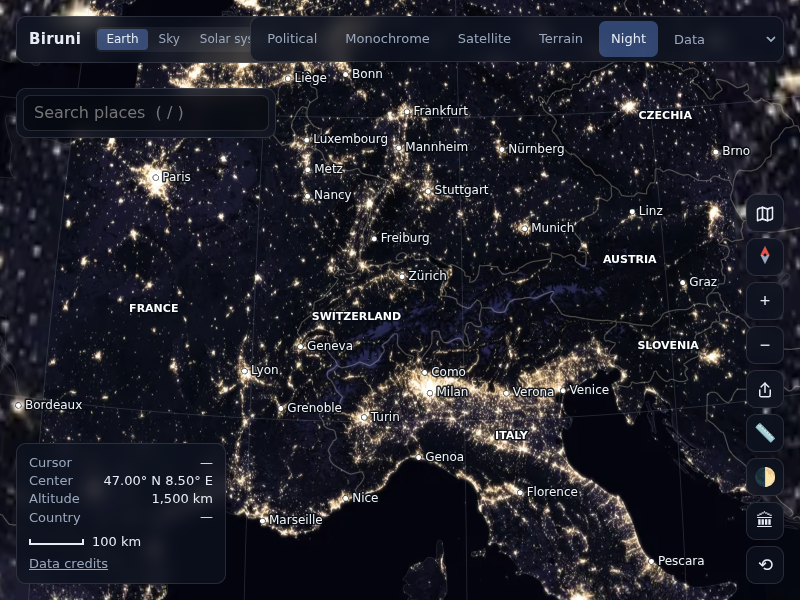 Biruni
Earth Sky Solar sys
Political Monochrome Satellite Terrain Night Data
Search places ( / )
Liège
Bonn
Frankfurt
CZECHIA
Luxembourg
Mannheim
Nürnberg
Brno
Metz
Paris
Nancy
Stuttgart
Linz
Munich
Freiburg
AUSTRIA
Zürich
Graz
FRANCE
SWITZERLAND
Geneva
SLOVENIA
Lyon
Como
Milan
Verona
Venice
Bordeaux
Grenoble
Turin
ITALY
Genoa
Florence
Nice
Marseille
Pescara
Cursor —
Center 47.00° N 8.50° E
Altitude 1,500 km
Country —
100 km
Data credits